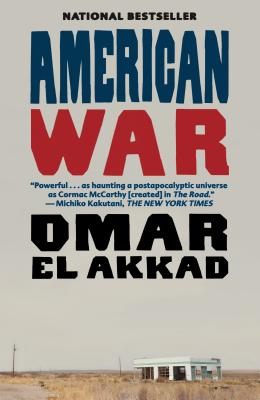 NATIONAL BESTSELLER
AMERICAN
WAR
“Powerful . . . as haunting a postapocalyptic universe
as Cormac McCarthy [created] in The Road.”
— Michiko Kakutani, THE NEW YORK TIMES
OMAR
EL AKKAD